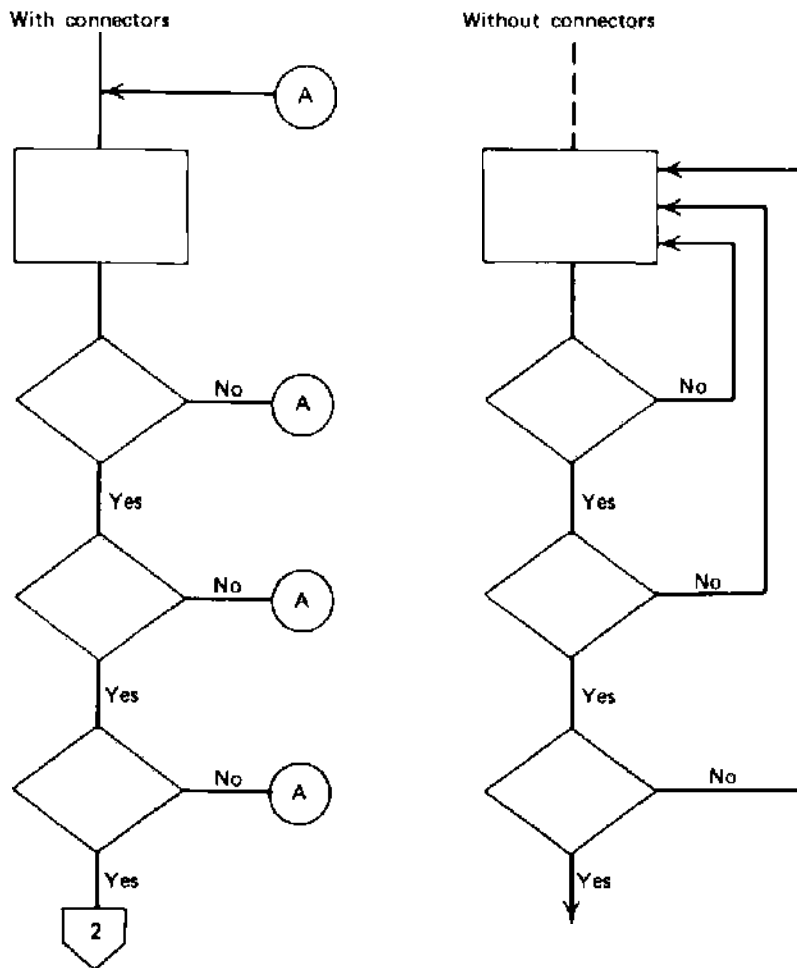 With connectors
A
No
A
Yes
No
A
Yes
No
A
Yes
2
Without connectors
No
Yes
No
Yes
No
Yes